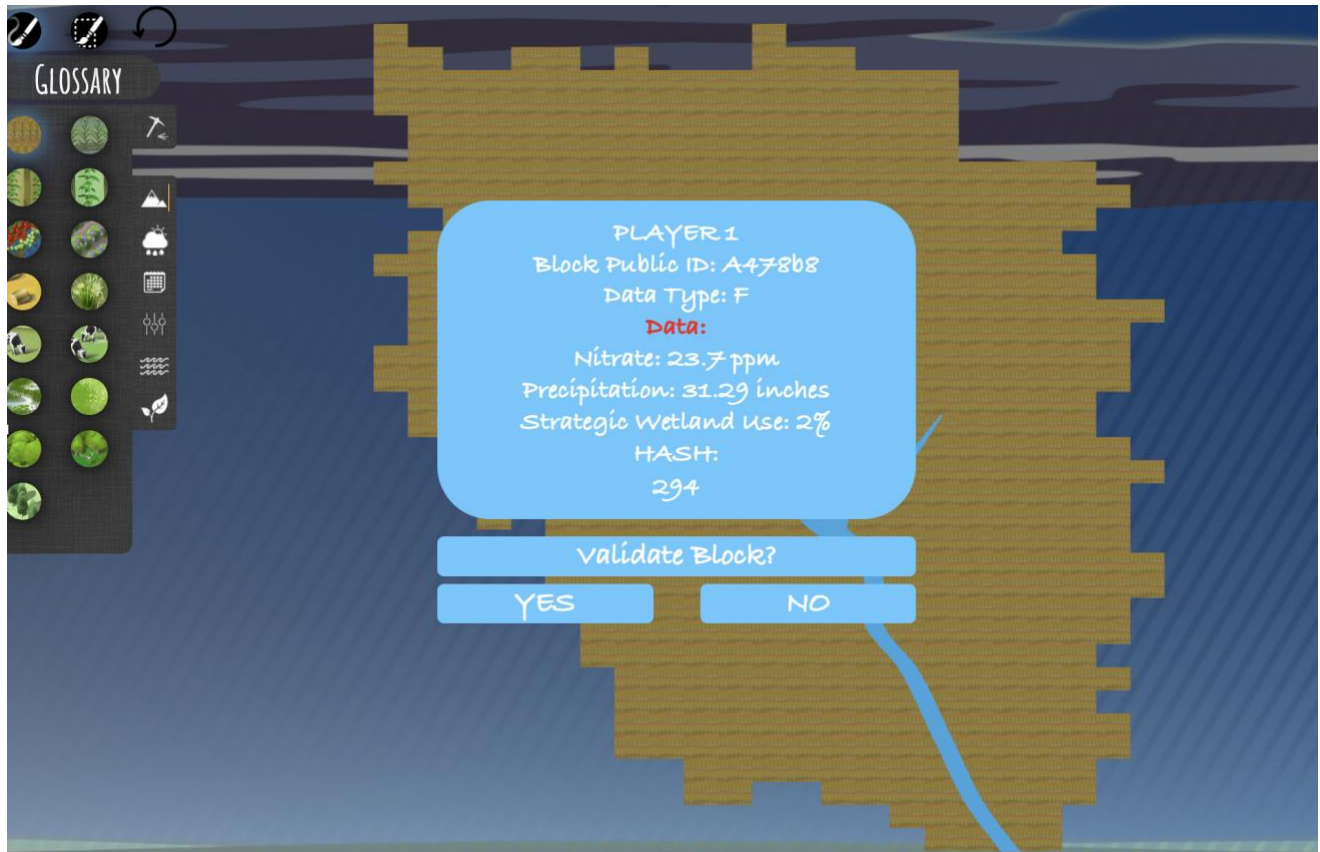 GLOSSARY
PLAYER 1
Block Public ID: A478b8
Data Type: F
Data:
Nitrate: 23.7 ppm
Precipitation: 31.29 inches
Strategic Wetland Use: 2%
HASH:
294
Validate Block?
YES
NO